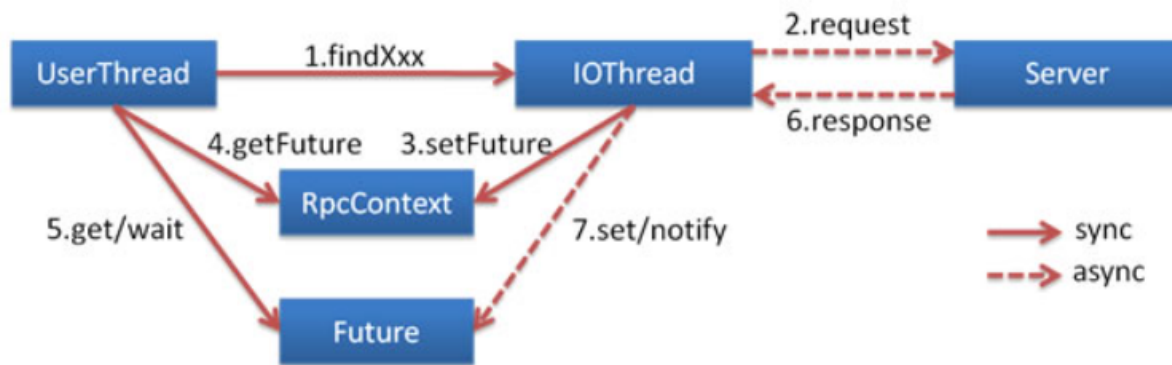 2.request
UserThread
1.findXxx
IOThread
Server
6.response
4.getFuture
3.setFuture
RpcContext
5.get/wait
7.set/notify
sync
async
Future